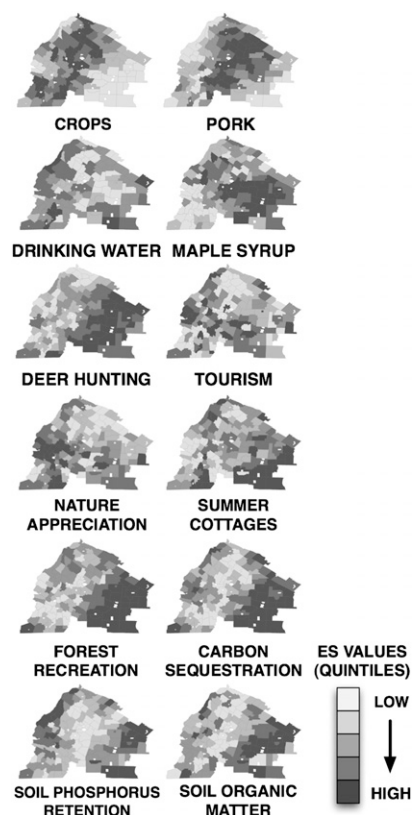 CROPS
PORK
DRINKING WATER
MAPLE SYRUP
DEER HUNTING
TOURISM
NATURE
APPRECIATION
SUMMER
COTTAGES
FOREST
RECREATION
CARBON
SEQUESTRATION
SOIL PHOSPHORUS
RETENTION
SOIL ORGANIC
MATTER
ES VALUES
(QUINTILES)
LOW
HIGH